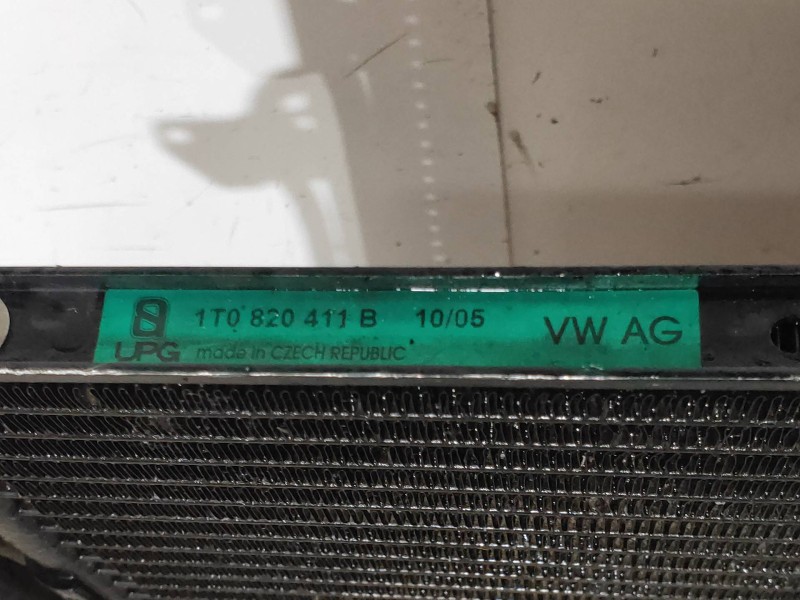 1T0 820 411 B 10/05 VW AG
UPG made in CZECH REPUBLIC